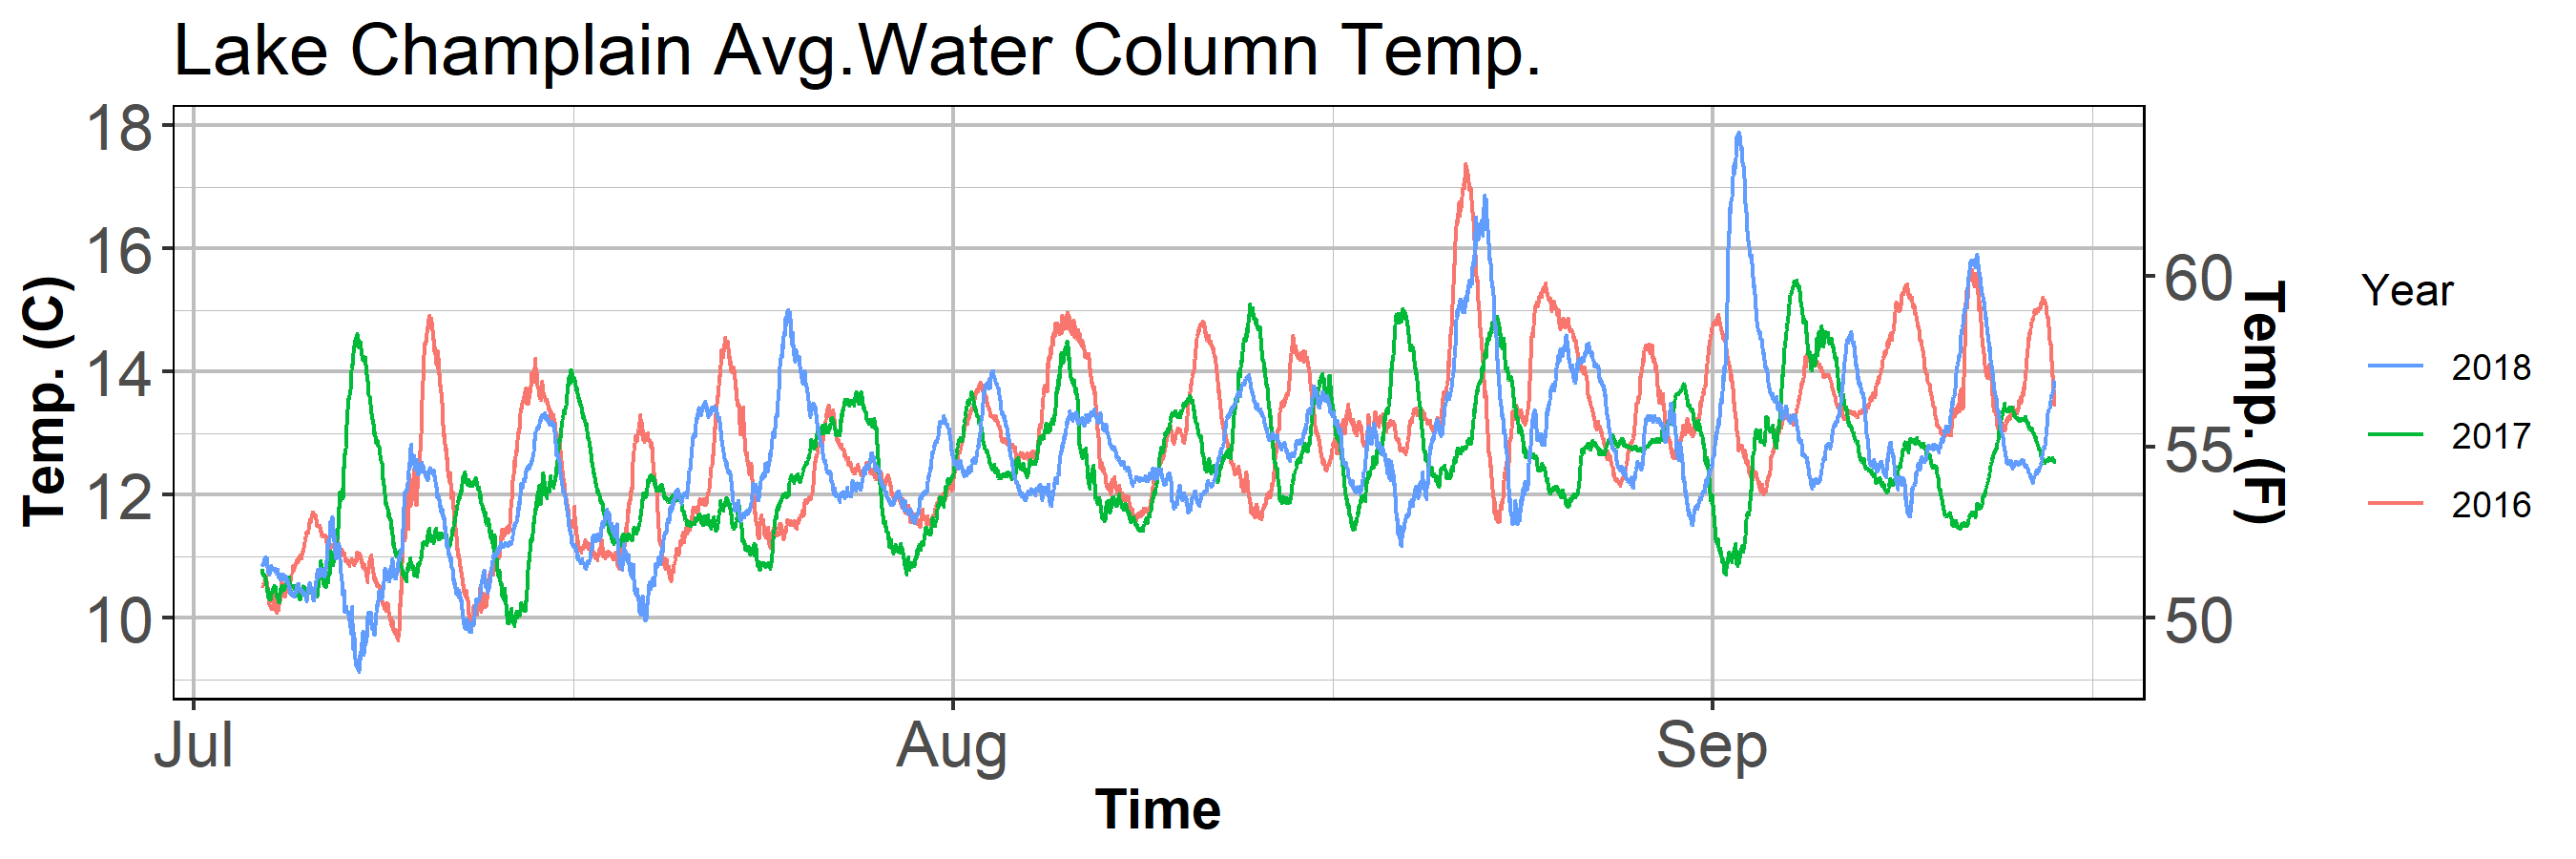 Lake Champlain Avg.Water Column Temp.
18
16
14
12
10
Temp. (C)
60
55
50
Temp. (F)
Jul
Aug
Sep
Time
Year
2018
2017
2016